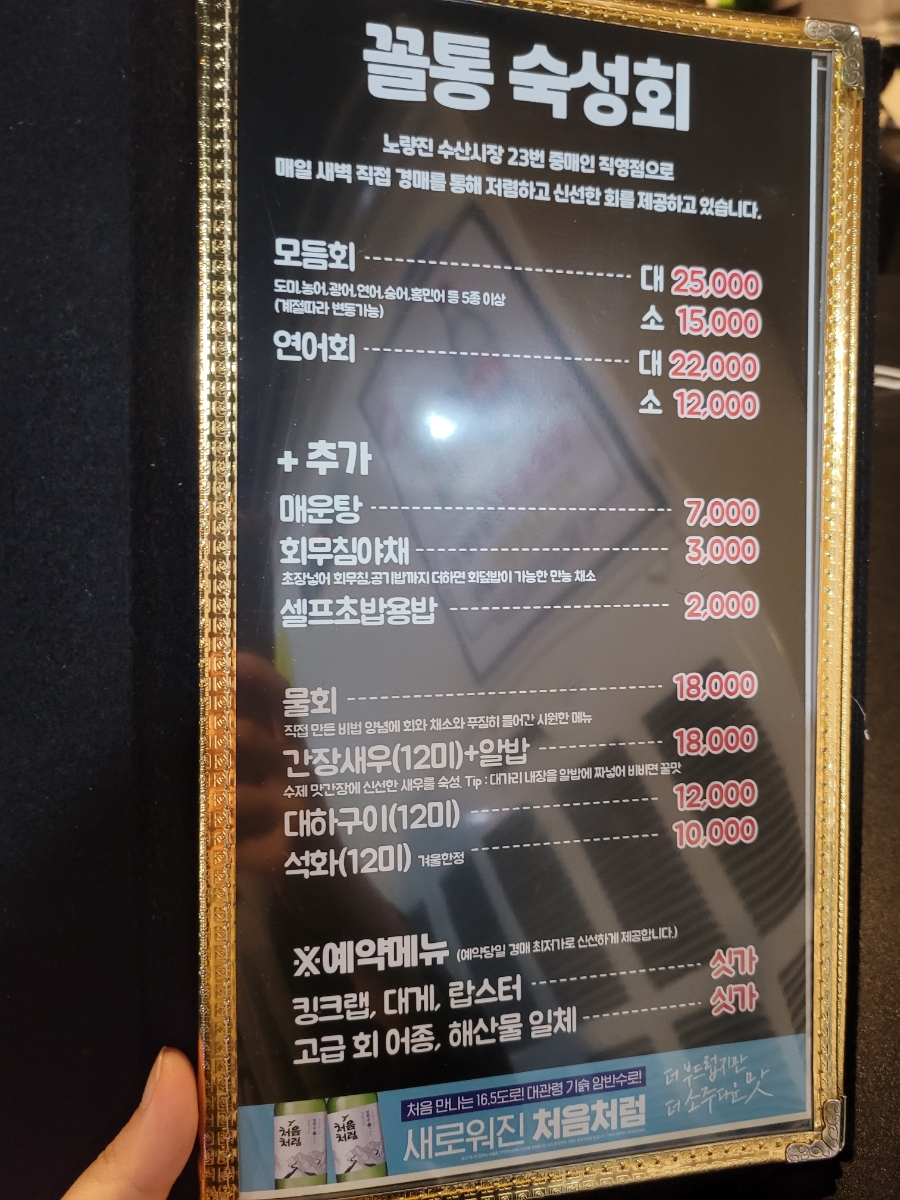 꼴통 숙성회
노량진 수산시장 23번 중매인 직영점으로
매일 새벽 직접 경매를 통해 저렴하고 신선한 회를 제공하고 있습니다.
모듬회 대 25,000
도미,농어,광어,연어,숭어,홍민어 등 5종 이상
(계절따라 변동가능)
소 15,000
연어회 대 22,000
소 12,000
+ 추가
매운탕 7,000
회무침야채 3,000
초장넣어 회무침,공기밥까지 더하면 회덮밥이 가능한 만능 채소
셀프초밥용밥 2,000
물회 18,000
직접 만든 비법 양념에 회와 채소와 푸짐히 들어간 시원한 메뉴
간장새우(12미)+알밥 18,000
수제 맛간장에 신선한 새우를 숙성. Tip : 대가리 내장을 알밥에 짜넣어 비비면 꿀맛
대하구이(12미) 12,000
석화(12미) 겨울한정 10,000
※예약메뉴 (예약당일 경매 최저가로 신선하게 제공합니다.)
킹크랩, 대게, 랍스터 싯가
고급 회 어종, 해산물 일체 싯가
처음 만나는 16.5도로! 대관령 기슭 암반수로!
새로워진 처음처럼
더 부드럽지만
더 소주다운 맛
처음처럼
처음처럼